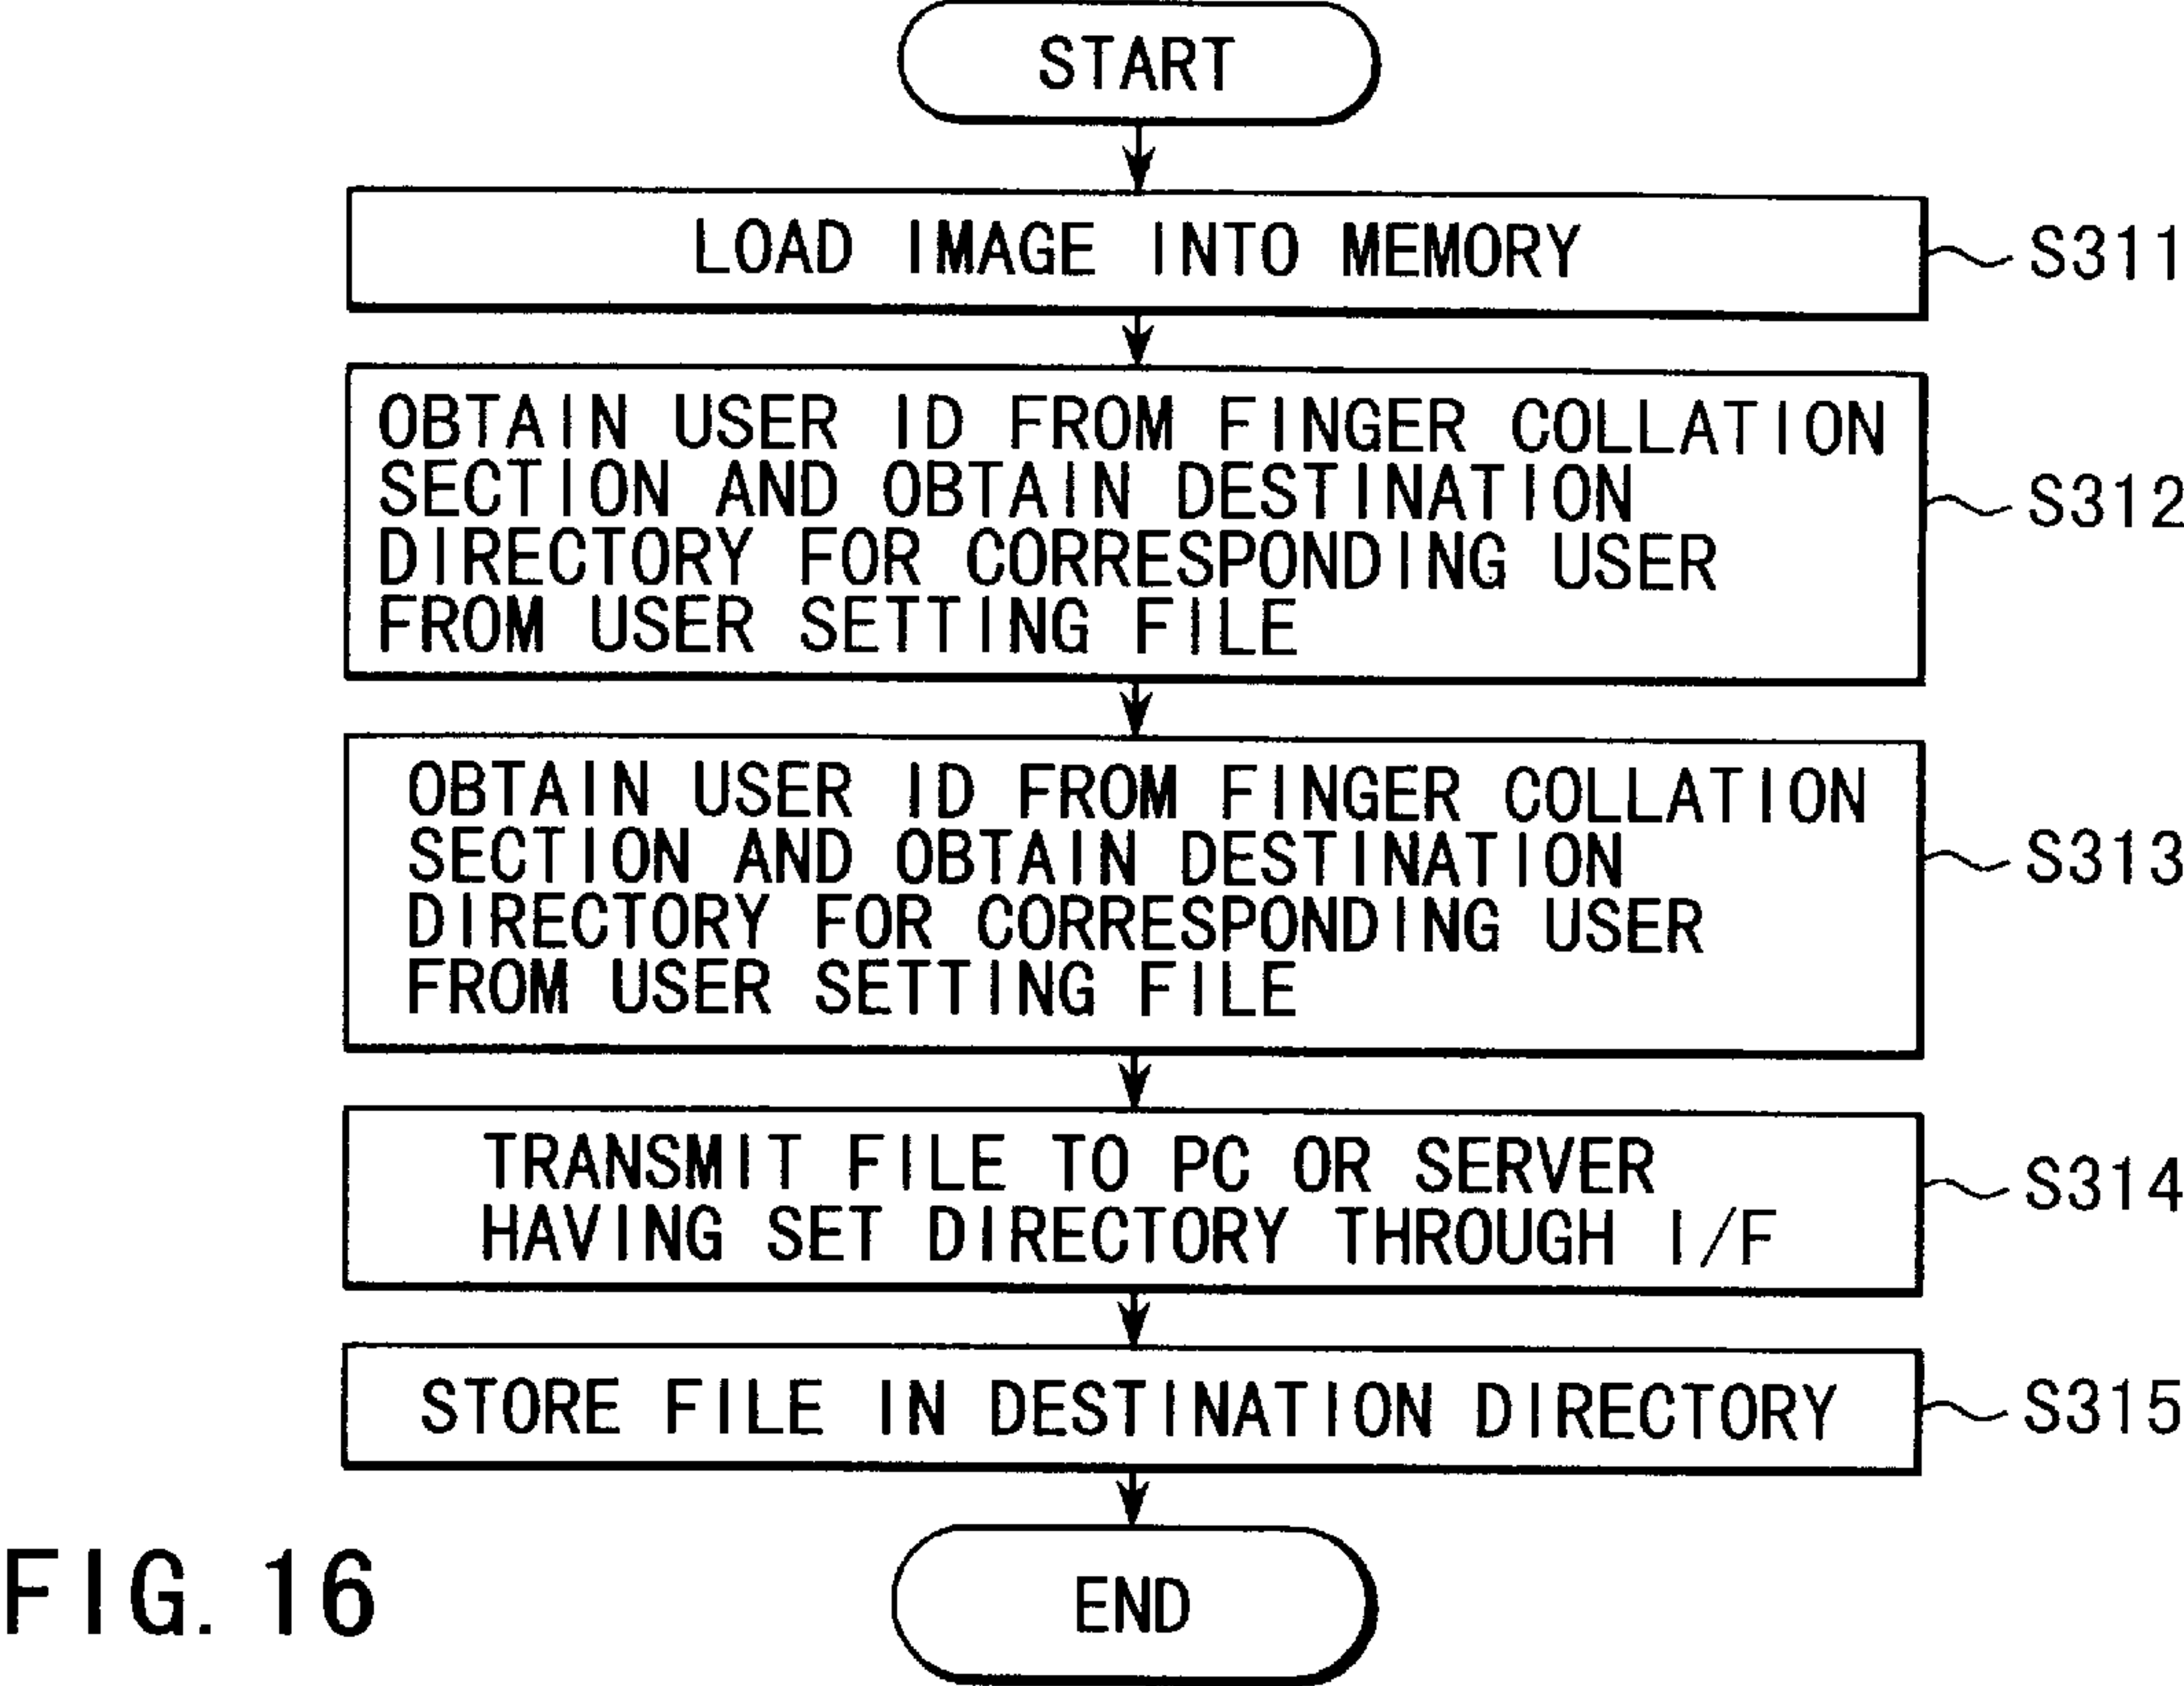 START
LOAD IMAGE INTO MEMORY
S311
OBTAIN USER ID FROM FINGER COLLATION
SECTION AND OBTAIN DESTINATION
DIRECTORY FOR CORRESPONDING USER
FROM USER SETTING FILE
S312
OBTAIN USER ID FROM FINGER COLLATION
SECTION AND OBTAIN DESTINATION
DIRECTORY FOR CORRESPONDING USER
FROM USER SETTING FILE
S313
TRANSMIT FILE TO PC OR SERVER
HAVING SET DIRECTORY THROUGH I/F
S314
STORE FILE IN DESTINATION DIRECTORY
S315
END
FIG. 16